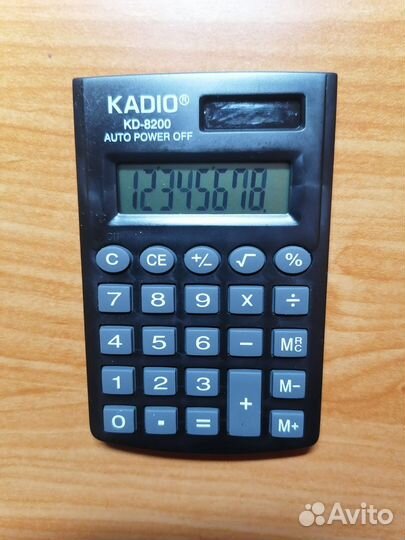 KADIO®
KD-8200
AUTO POWER OFF
12345678.
C CE +/− √ %
7 8 9 X ÷
4 5 6 − MRC
1 2 3 + M−
0 . = M+
Avito